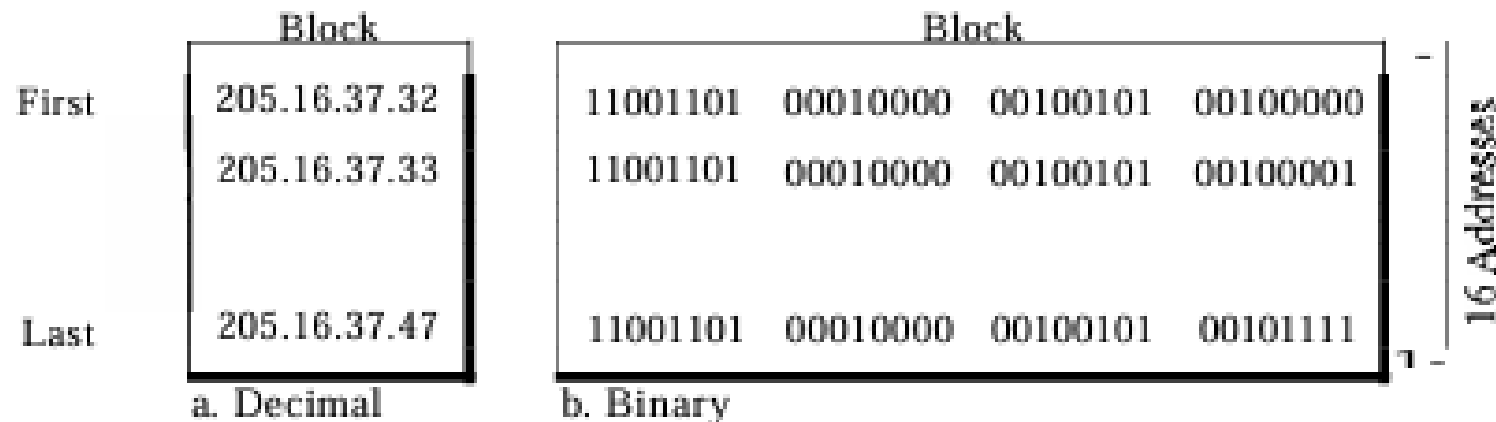 Block Block
First 205.16.37.32 11001101 00010000 00100101 00100000
205.16.37.33 11001101 00010000 00100101 00100001
Last 205.16.37.47 11001101 00010000 00100101 00101111
16 Addresses
a. Decimal b. Binary